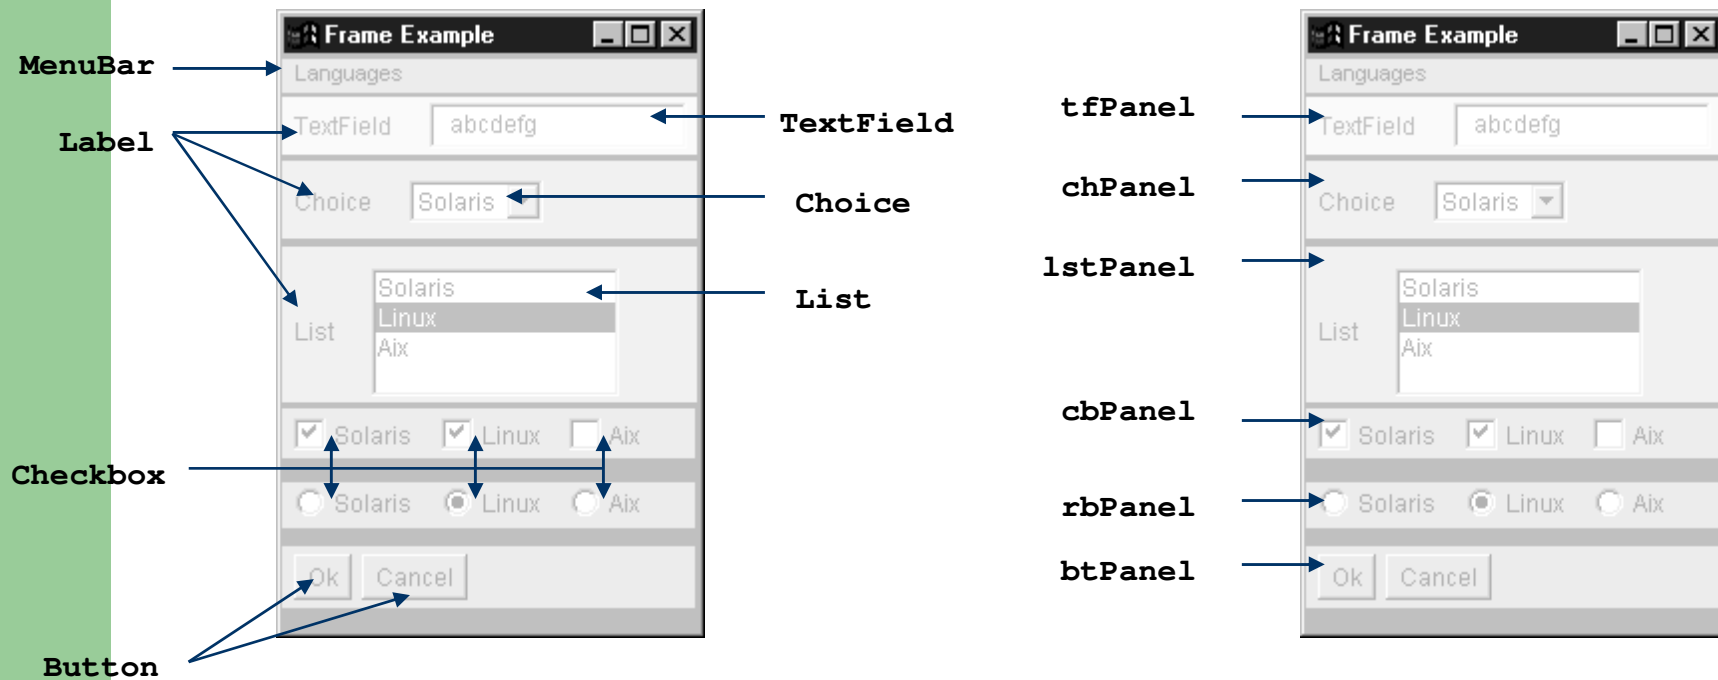 Frame Example
MenuBar
Languages
Label
TextField
abcdefg
TextField
Choice
Solaris
Choice
List
Solaris
Linux
Aix
List
Solaris
Linux
Aix
Checkbox
Solaris
Linux
Aix
Ok
Cancel
Button
Frame Example
Languages
tfPanel
TextField
abcdefg
chPanel
Choice
Solaris
lstPanel
List
Solaris
Linux
Aix
cbPanel
Solaris
Linux
Aix
rbPanel
Solaris
Linux
Aix
btPanel
Ok
Cancel